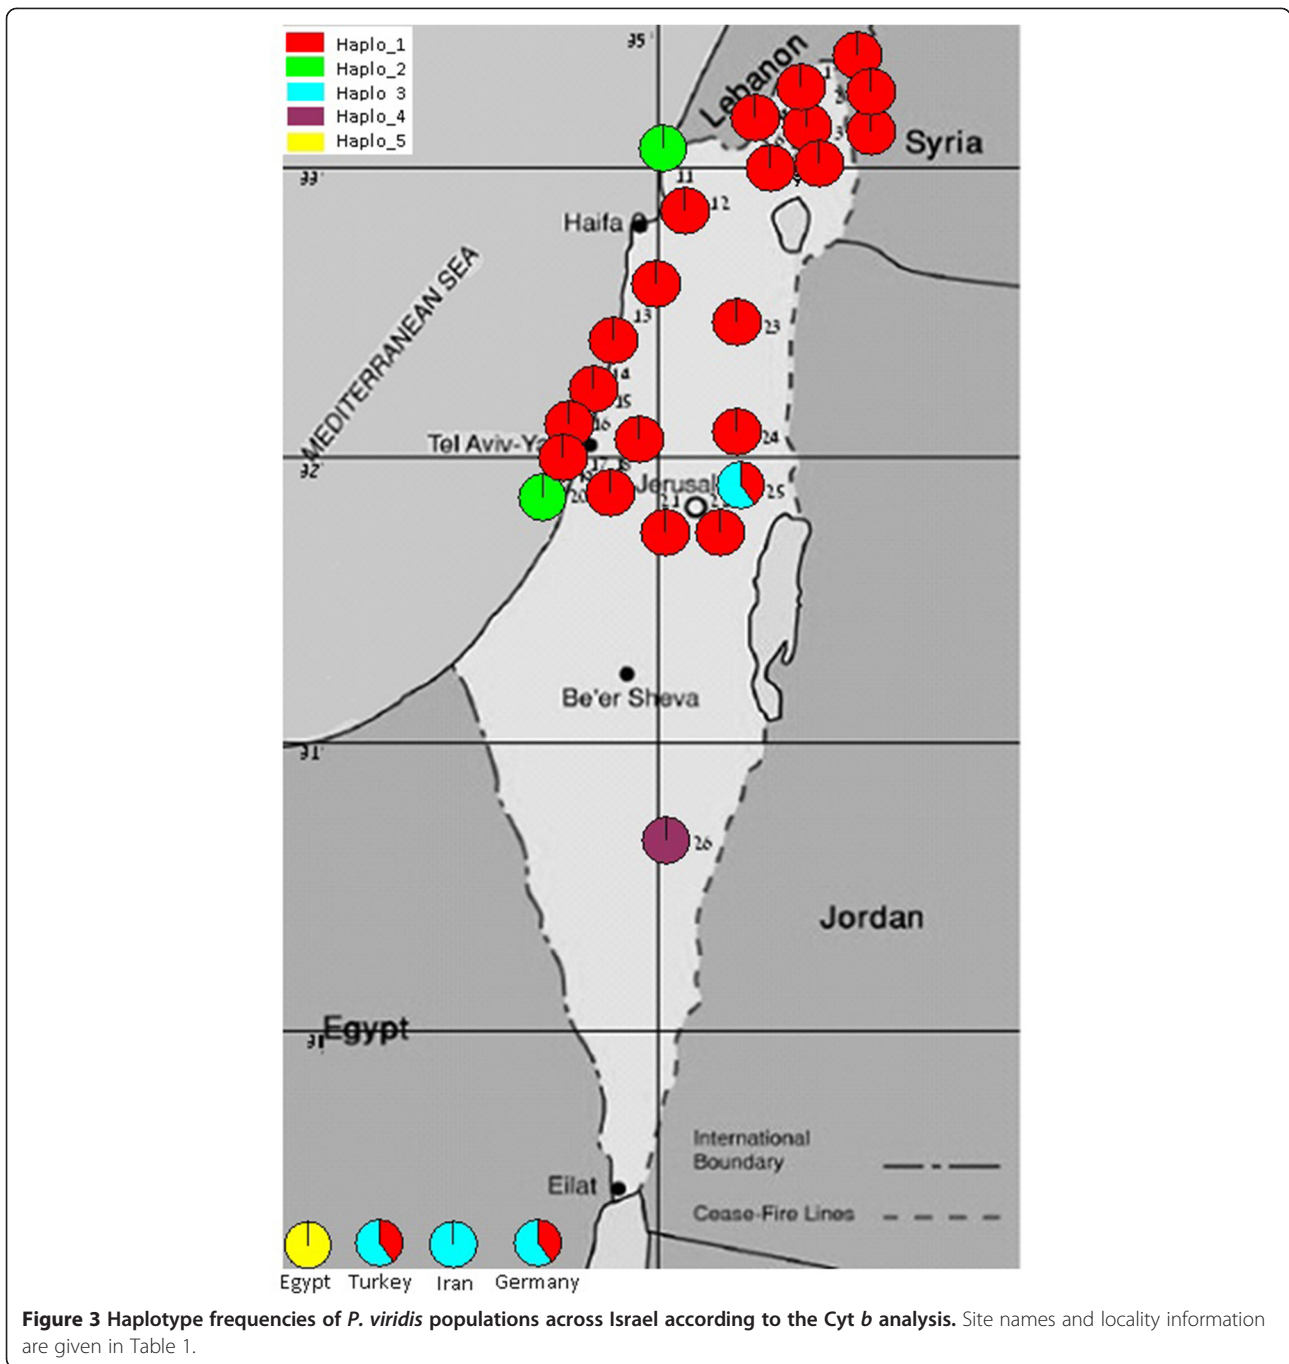 Haplo_1
Haplo_2
Haplo_3
Haplo_4
Haplo_5
35'
Lebanon
Syria
33'
11
12
Haifa
MEDITERRANEAN SEA
13
23
14
15
16
Tel Aviv-Ya
24
32'
17
18
Jerusal
25
20
21
Be'er Sheva
31'
26
Jordan
Egypt
International
Boundary
Eilat
Cease-Fire Lines
Egypt Turkey Iran Germany
Figure 3 Haplotype frequencies of P. viridis populations across Israel according to the Cyt b analysis. Site names and locality information
are given in Table 1.